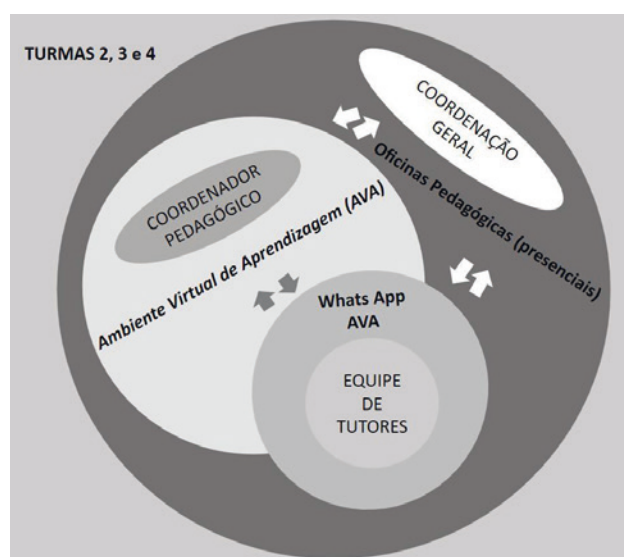 TURMAS 2, 3 e 4
COORDENAÇÃO
GERAL
Oficinas Pedagógicas (presenciais)
COORDENADOR
PEDAGÓGICO
Ambiente Virtual de Aprendizagem (AVA)
Whats App
AVA
EQUIPE
DE
TUTORES